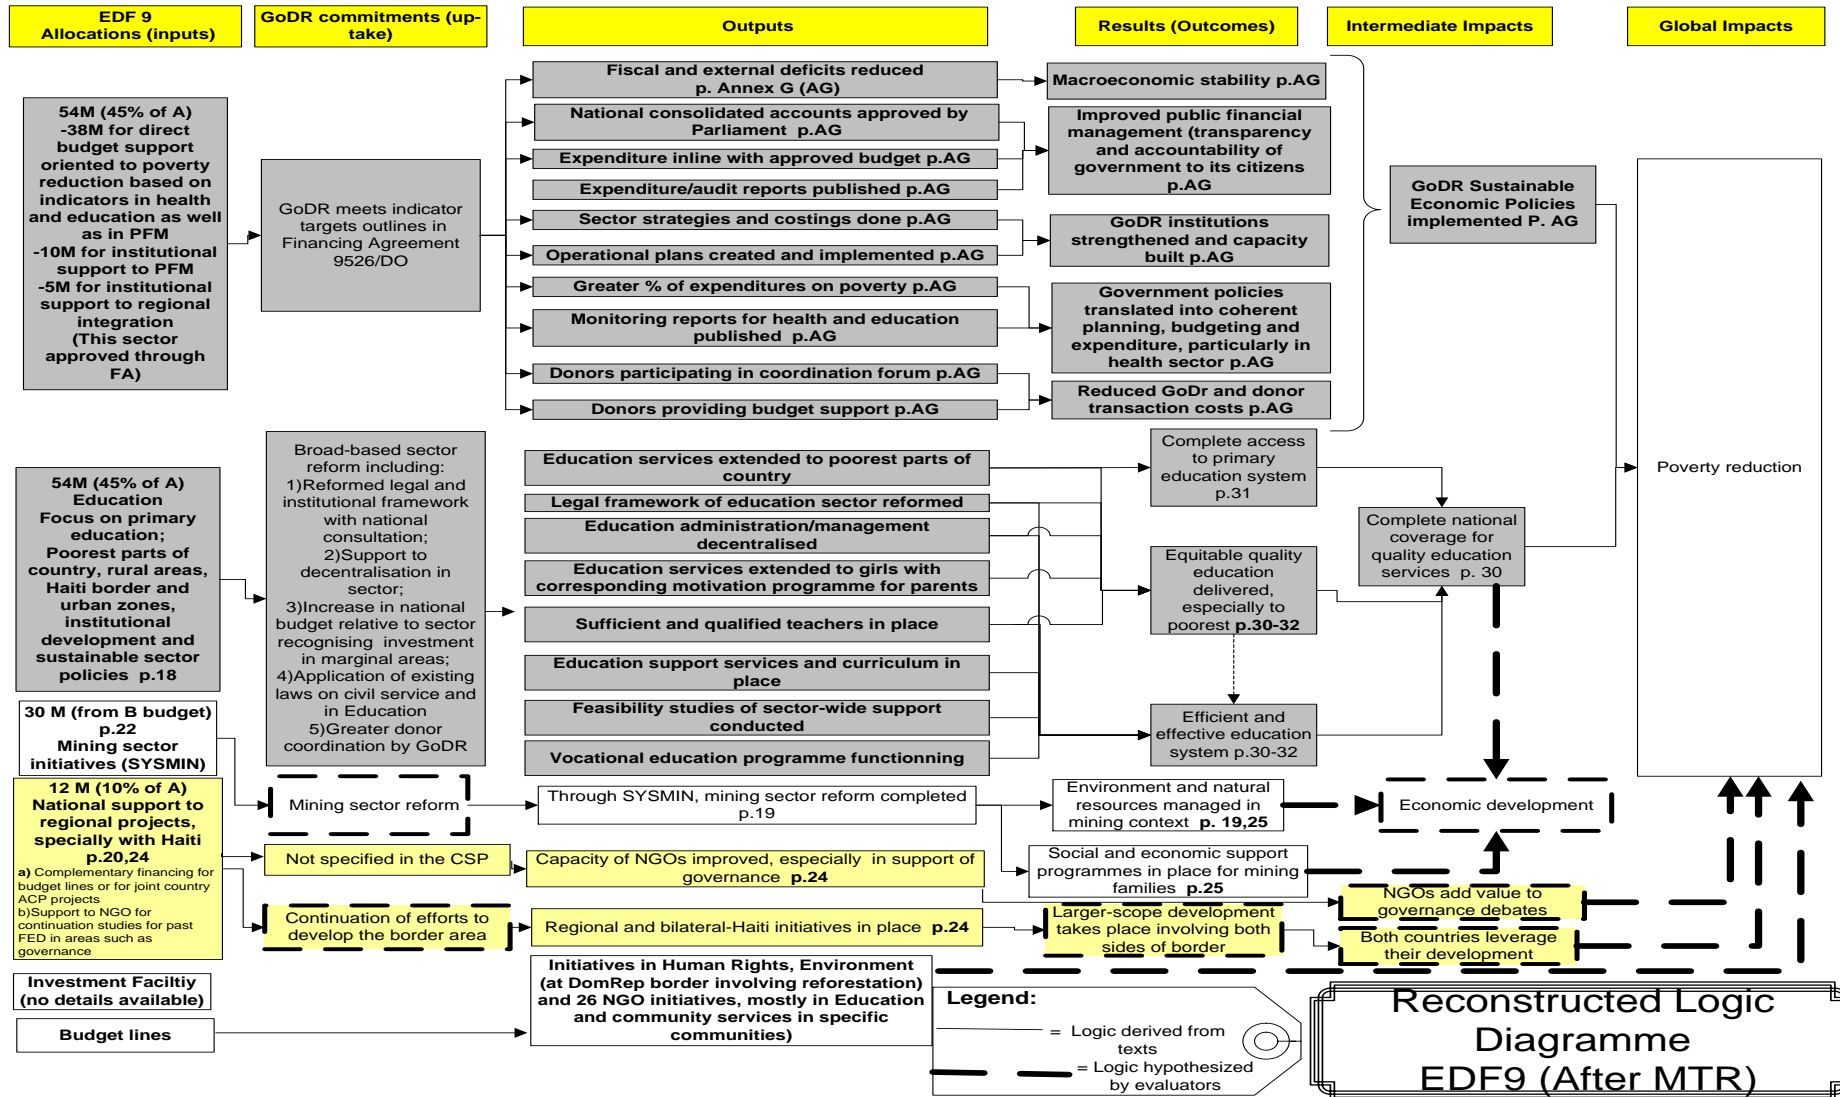 EDF 9
Allocations (inputs)
GoDR commitments (up-
take)
Outputs
Results (Outcomes)
Intermediate Impacts
Global Impacts
54M (45% of A)
-38M for direct
budget support
oriented to poverty
reduction based on
indicators in health
and education as well
as in PFM
-10M for institutional
support to PFM
-5M for institutional
support to regional
integration
(This sector
approved through
FA)
GoDR meets indicator
targets outlines in
Financing Agreement
9526/DO
Fiscal and external deficits reduced
p. Annex G (AG)
National consolidated accounts approved by
Parliament p.AG
Expenditure inline with approved budget p.AG
Expenditure/audit reports published p.AG
Sector strategies and costings done p.AG
Operational plans created and implemented p.AG
Greater % of expenditures on poverty p.AG
Monitoring reports for health and education
published p.AG
Donors participating in coordination forum p.AG
Donors providing budget support p.AG
Macroeconomic stability p.AG
Improved public financial
management (transparency
and accountability of
government to its citizens
p.AG
GoDR institutions
strengthened and capacity
built p.AG
Government policies
translated into coherent
planning, budgeting and
expenditure, particularly in
health sector p.AG
Reduced GoDr and donor
transaction costs p.AG
GoDR Sustainable
Economic Policies
implemented P. AG
Poverty reduction
54M (45% of A)
Education
Focus on primary
education;
Poorest parts of
country, rural areas,
Haiti border and
urban zones,
institutional
development and
sustainable sector
policies p.18
Broad-based sector
reform including:
1)Reformed legal and
institutional framework
with national
consultation;
2)Support to
decentralisation in
sector;
3)Increase in national
budget relative to sector
recognising investment
in marginal areas;
4)Application of existing
laws on civil service and
in Education
5)Greater donor
coordination by GoDR
Education services extended to poorest parts of
country
Legal framework of education sector reformed
Education administration/management
decentralised
Education services extended to girls with
corresponding motivation programme for parents
Sufficient and qualified teachers in place
Education support services and curriculum in
place
Feasibility studies of sector-wide support
conducted
Vocational education programme functionning
Complete access
to primary
education system
p.31
Equitable quality
education
delivered,
especially to
poorest p.30-32
Efficient and
effective education
system p.30-32
Complete national
coverage for
quality education
services p. 30
30 M (from B budget)
p.22
Mining sector
initiatives (SYSMIN)
Mining sector reform
Through SYSMIN, mining sector reform completed
p.19
Environment and natural
resources managed in
mining context p. 19,25
Economic development
Social and economic support
programmes in place for mining
families p.25
12 M (10% of A)
National support to
regional projects,
specially with Haiti
p.20,24
a) Complementary financing for
budget lines or for joint country
ACP projects
b)Support to NGO for
continuation studies for past
FED in areas such as
governance
Not specified in the CSP
Capacity of NGOs improved, especially in support of
governance p.24
NGOs add value to
governance debates
Continuation of efforts to
develop the border area
Regional and bilateral-Haiti initiatives in place p.24
Larger-scope development
takes place involving both
sides of border
Both countries leverage
their development
Investment Faciltiy
(no details available)
Budget lines
Initiatives in Human Rights, Environment
(at DomRep border involving reforestation)
and 26 NGO initiatives, mostly in Education
and community services in specific
communities)
Legend:
= Logic derived from
texts
= Logic hypothesized
by evaluators
Reconstructed Logic
Diagramme
EDF9 (After MTR)